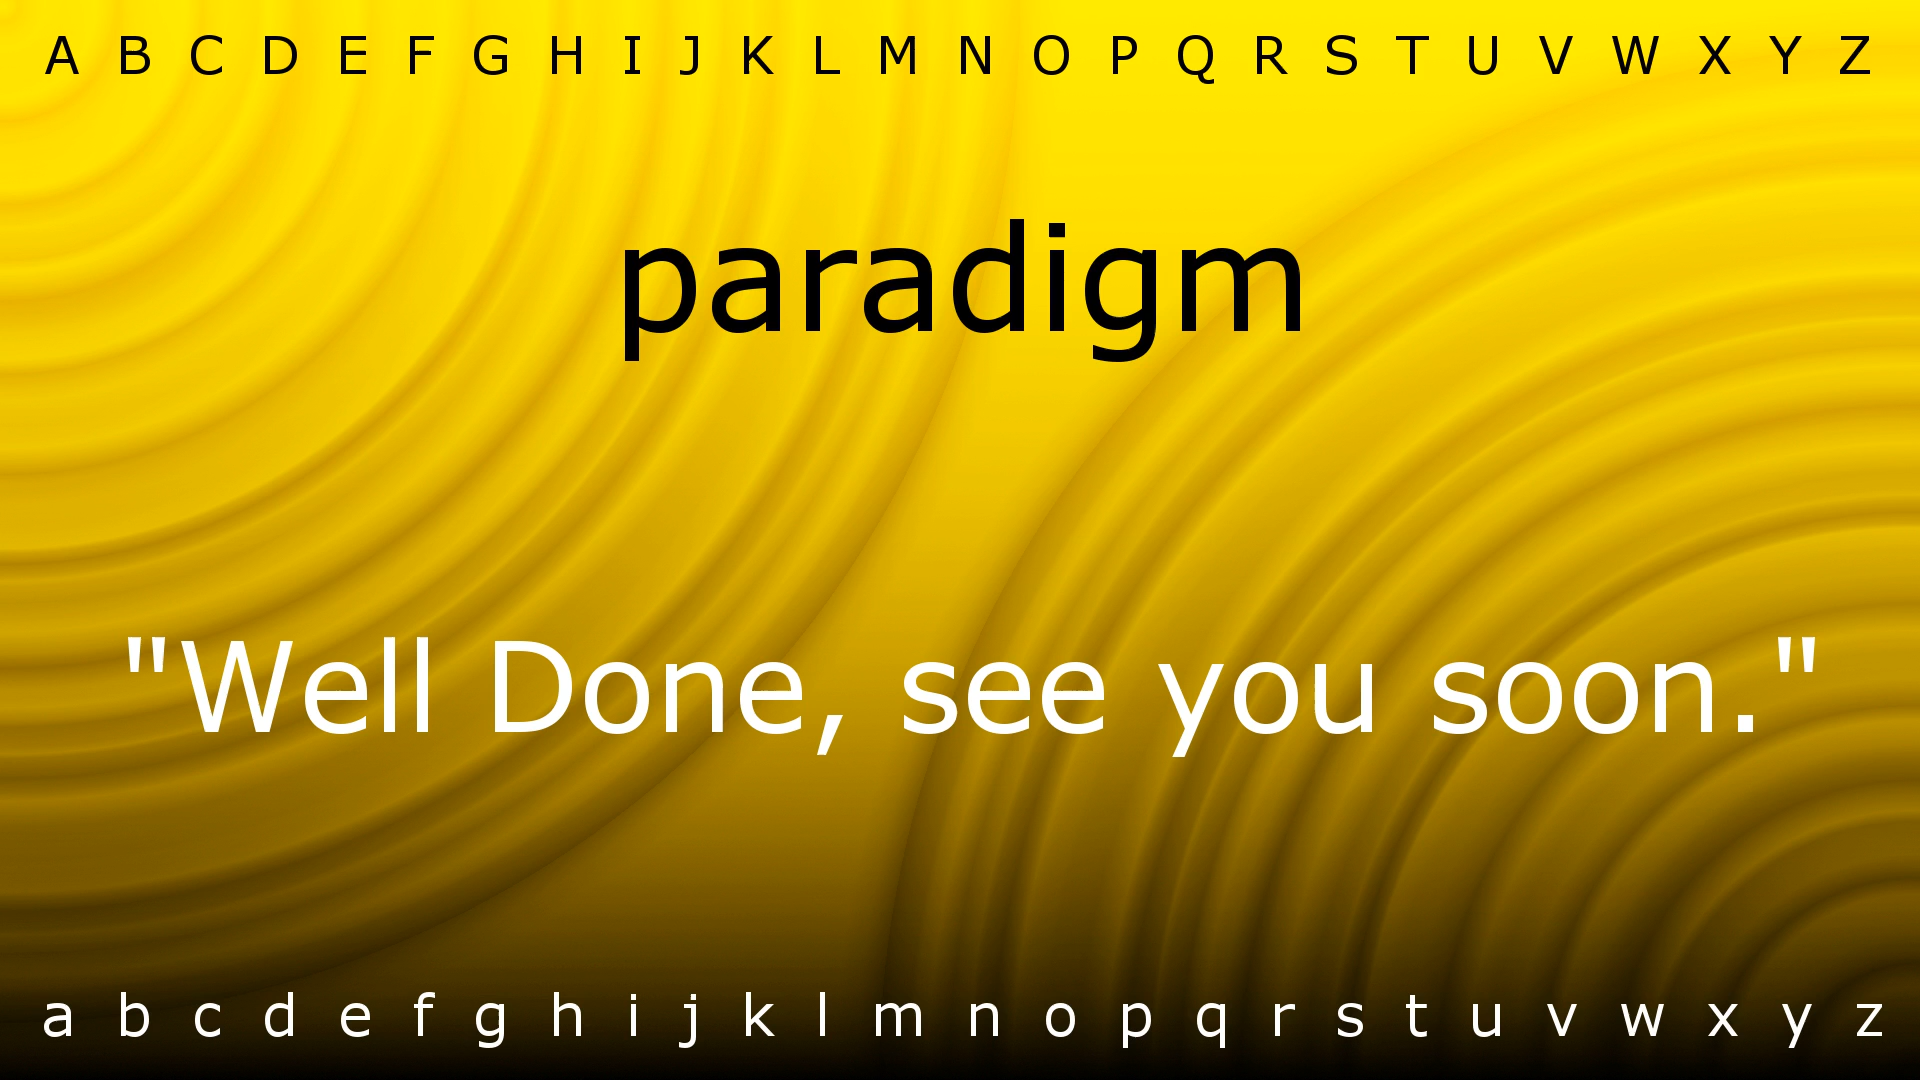 A B C D E F G H I J K L M N O P Q R S T U V W X Y Z
paradigm
"Well Done, see you soon."
a b c d e f g h i j k l m n o p q r s t u v w x y z